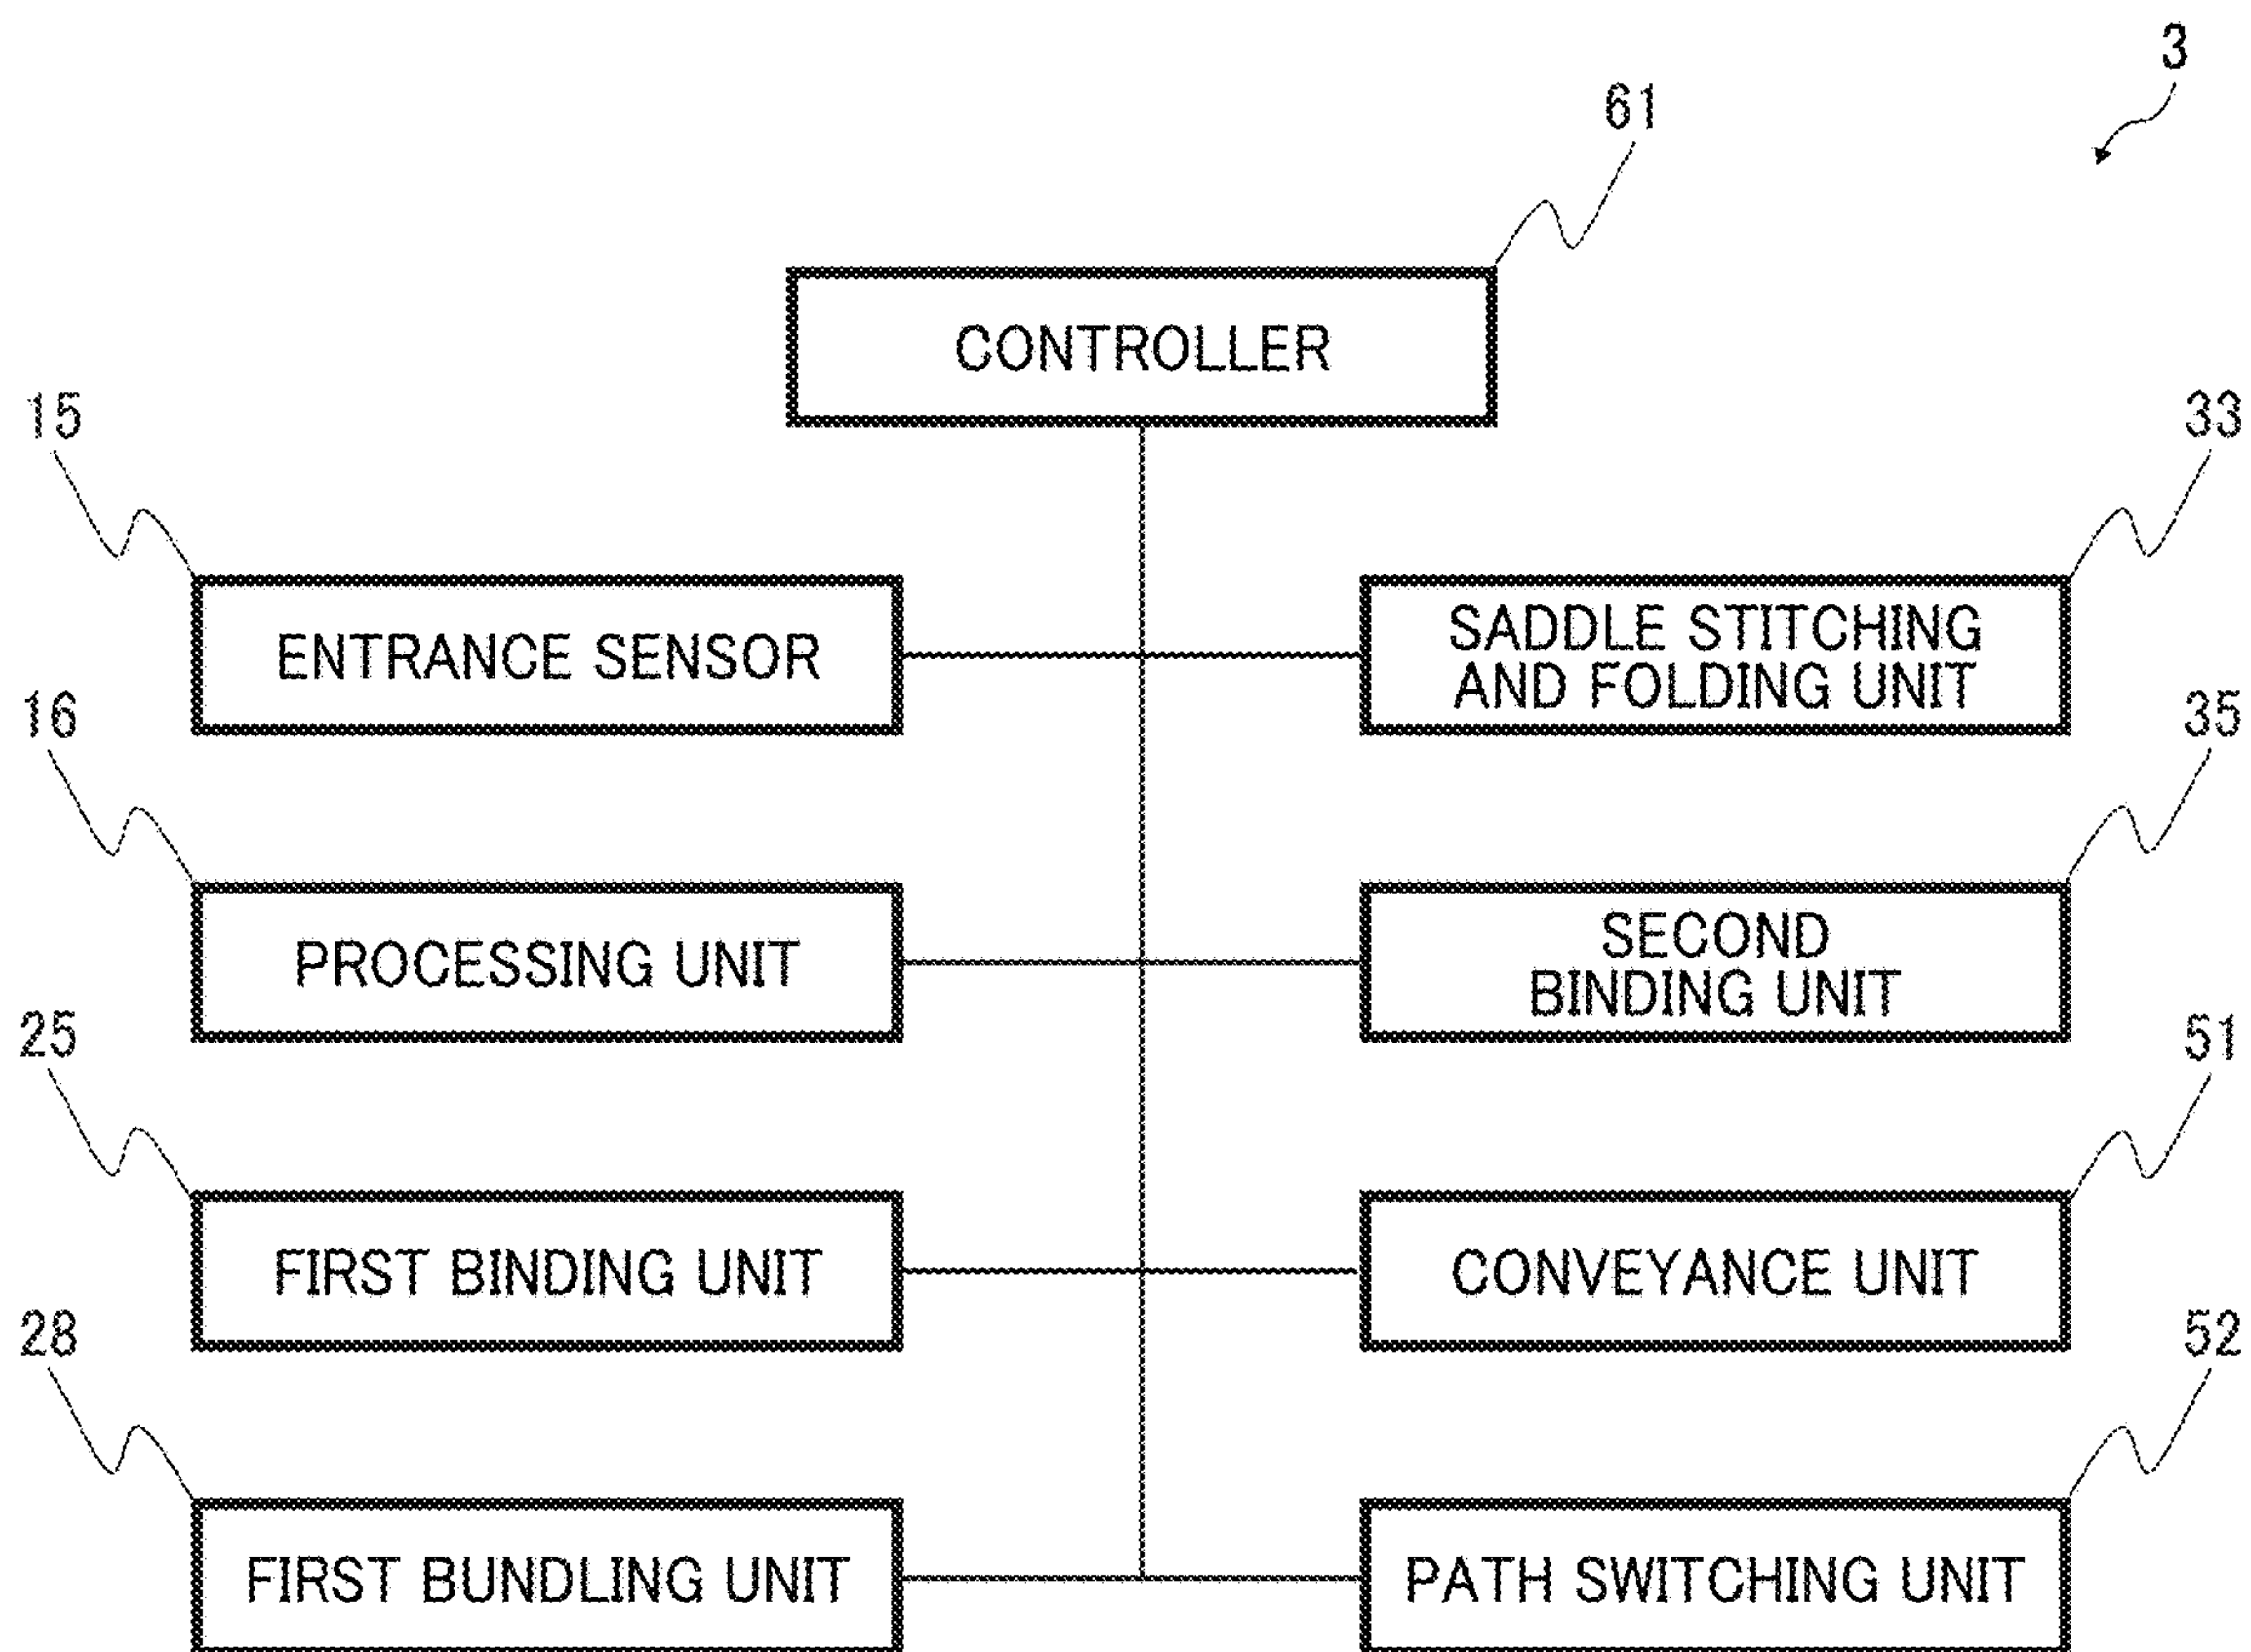 3
61
CONTROLLER
15
33
ENTRANCE SENSOR
SADDLE STITCHING
AND FOLDING UNIT
16
35
PROCESSING UNIT
SECOND
BINDING UNIT
25
51
FIRST BINDING UNIT
CONVEYANCE UNIT
28
52
FIRST BUNDLING UNIT
PATH SWITCHING UNIT